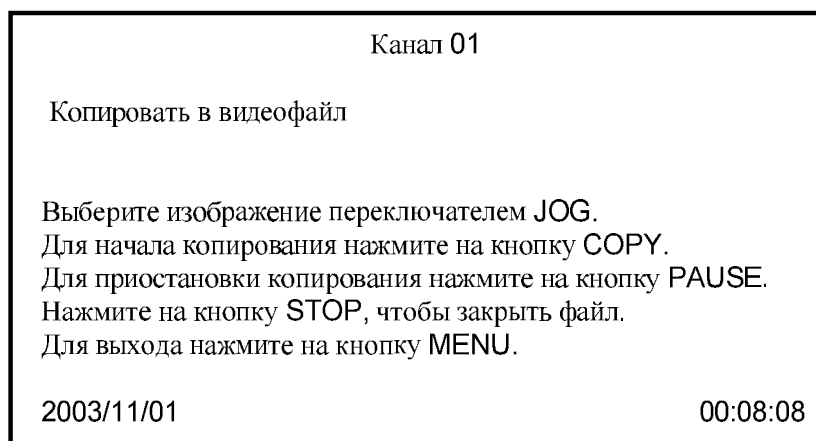 Канал 01
Копировать в видеофайл
Выберите изображение переключателем JOG.
Для начала копирования нажмите на кнопку COPY.
Для приостановки копирования нажмите на кнопку PAUSE.
Нажмите на кнопку STOP, чтобы закрыть файл.
Для выхода нажмите на кнопку MENU.
2003/11/01 00:08:08